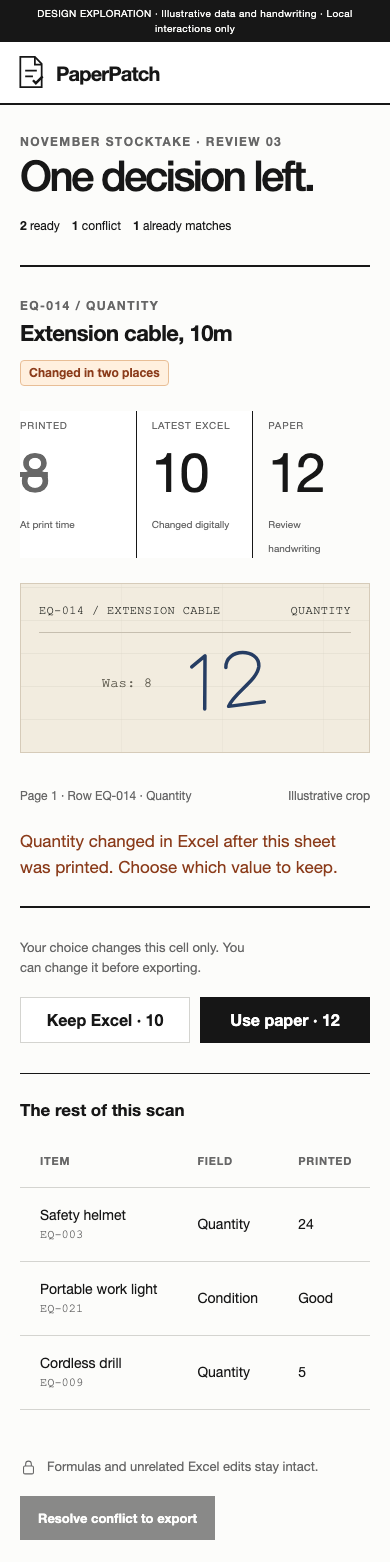 DESIGN EXPLORATION · Illustrative data and handwriting · Local
interactions only
PaperPatch
NOVEMBER STOCKTAKE · REVIEW 03
One decision left.
2 ready 1 conflict 1 already matches
EQ-014 / QUANTITY
Extension cable, 10m
Changed in two places
PRINTED LATEST EXCEL PAPER
8 10 12
At print time Changed digitally Review
handwriting
EQ-014 / EXTENSION CABLE QUANTITY
Was: 8 12
Page 1 · Row EQ-014 · Quantity Illustrative crop
Quantity changed in Excel after this sheet
was printed. Choose which value to keep.
Your choice changes this cell only. You
can change it before exporting.
Keep Excel · 10 Use paper · 12
The rest of this scan
ITEM FIELD PRINTED
Safety helmet
EQ-003
Quantity 24
Portable work light
EQ-021
Condition Good
Cordless drill
EQ-009
Quantity 5
Formulas and unrelated Excel edits stay intact.
Resolve conflict to export